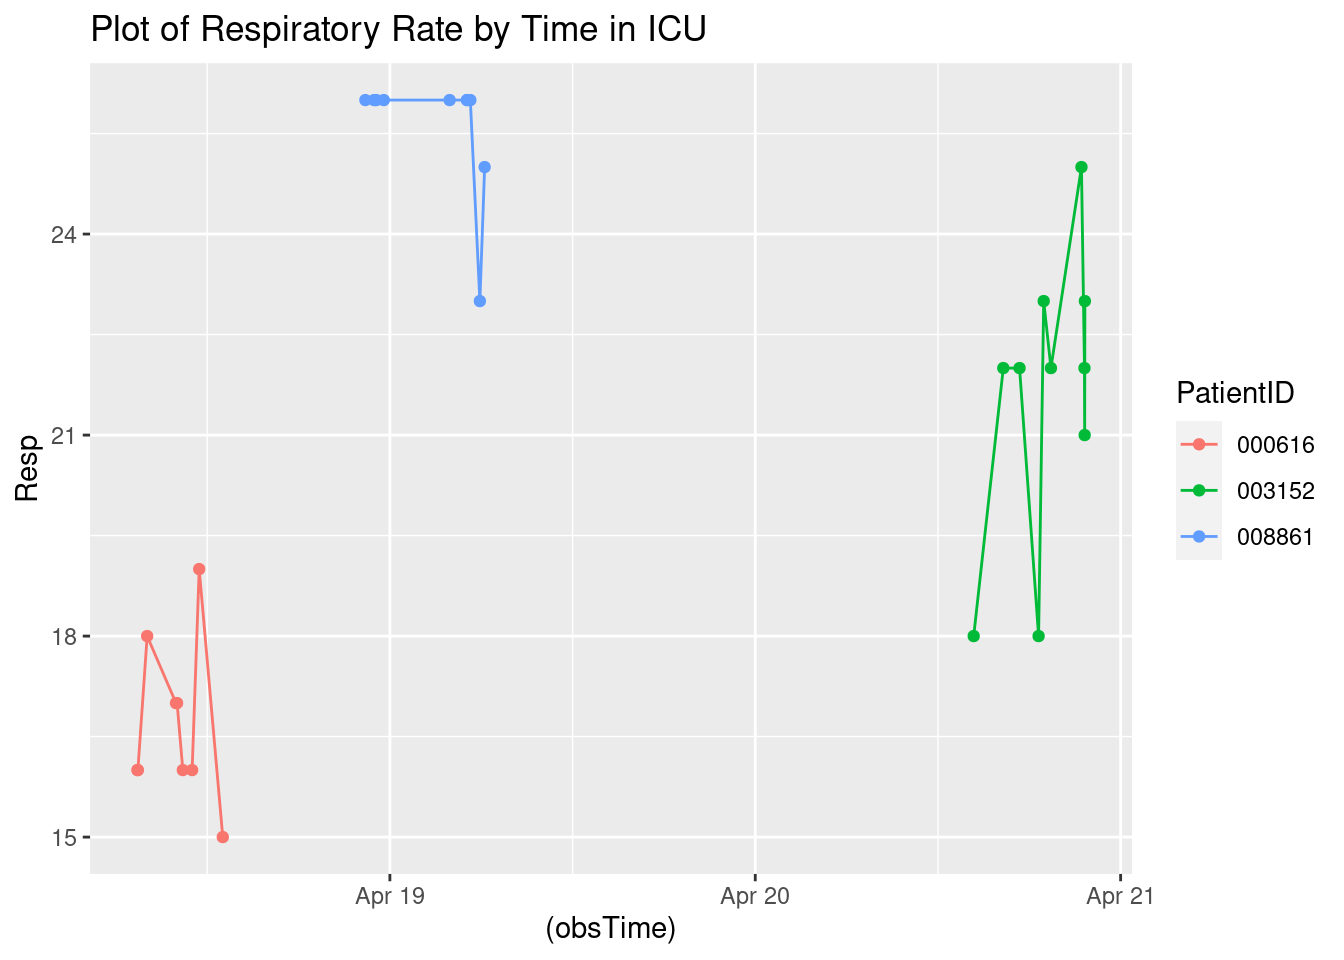 Plot of Respiratory Rate by Time in ICU
24
21
18
15
Resp
Apr 19
Apr 20
Apr 21
(obsTime)
PatientID
000616
003152
008861